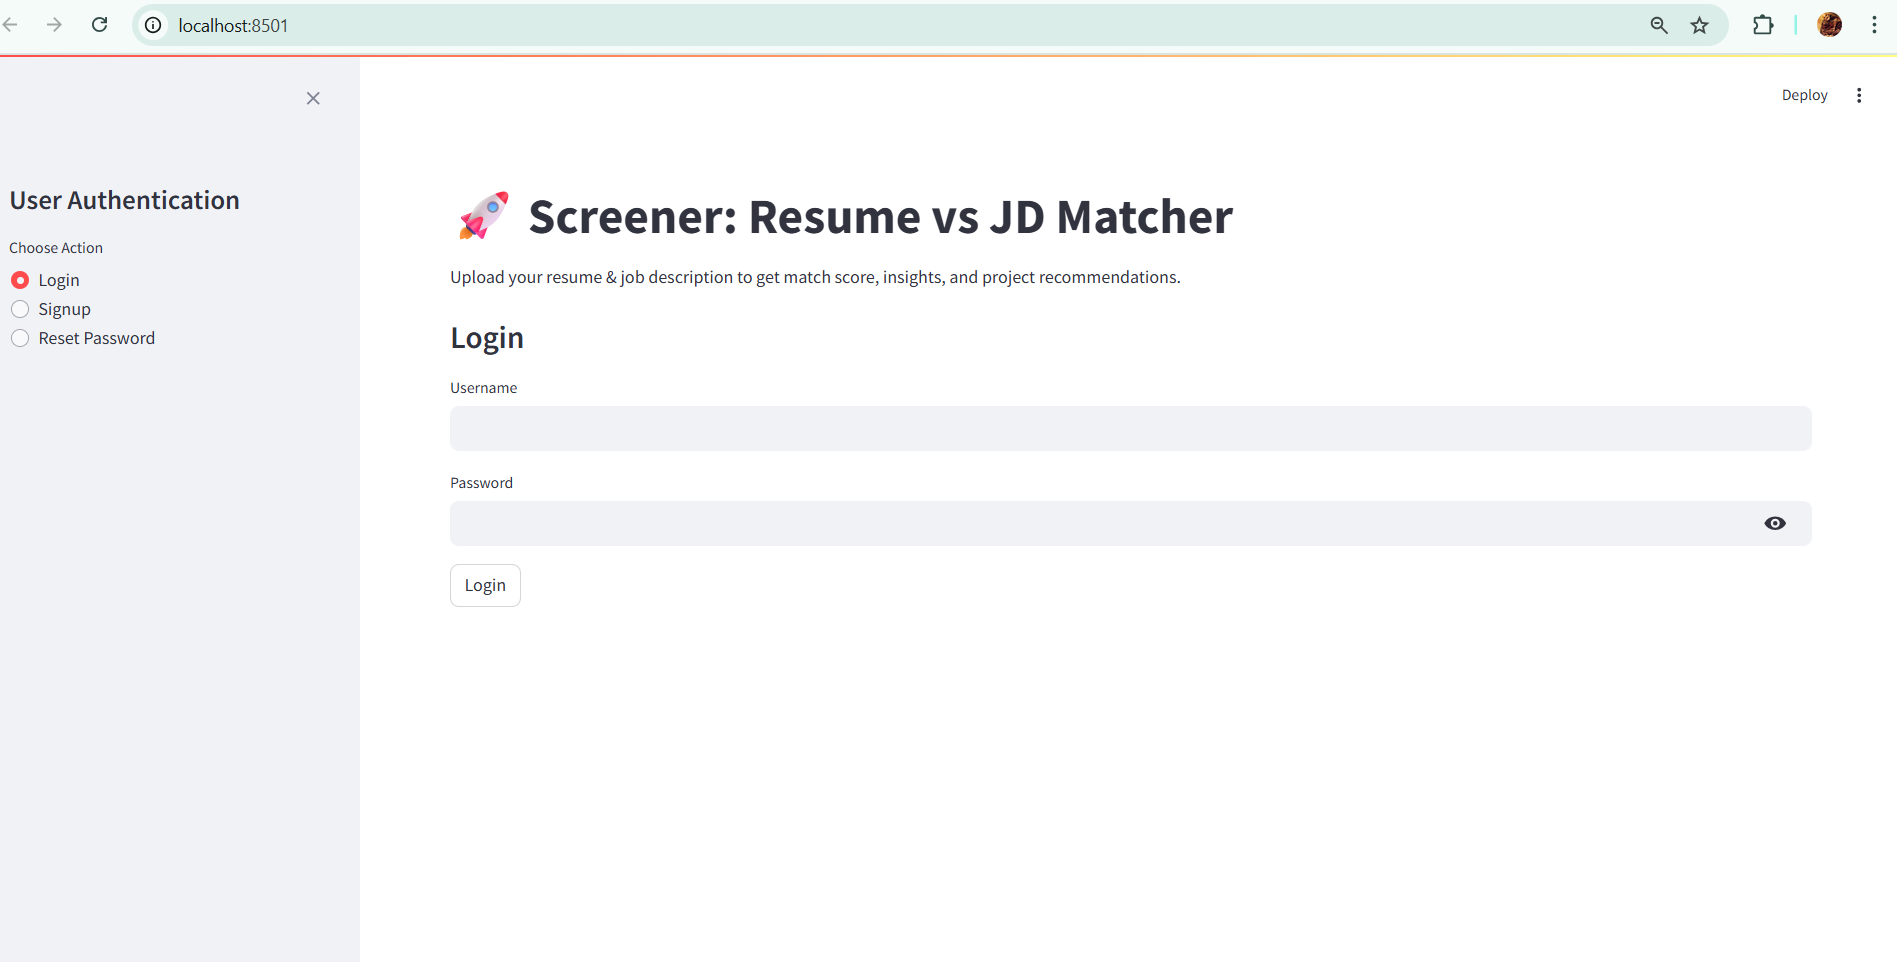 localhost:8501
Deploy
User Authentication
Choose Action
Login
Signup
Reset Password
🚀 Screener: Resume vs JD Matcher
Upload your resume & job description to get match score, insights, and project recommendations.
Login
Username
Password
Login